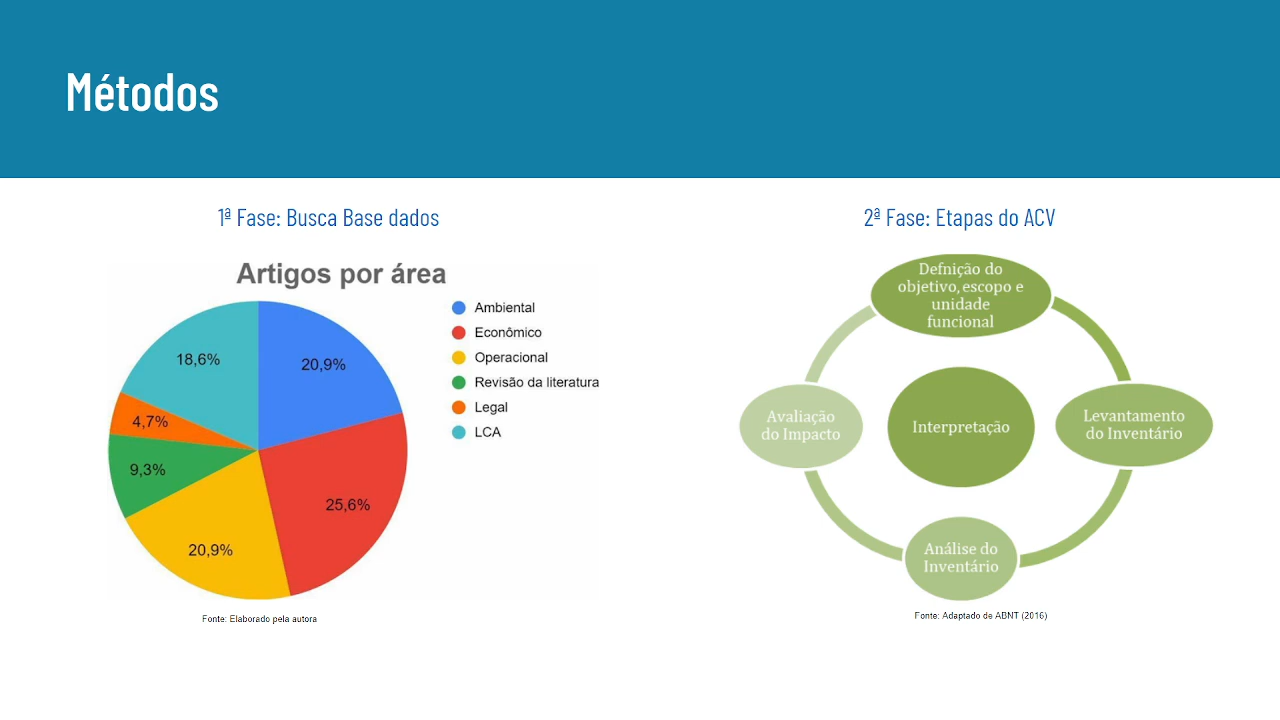 Métodos
1ª Fase: Busca Base dados
Artigos por área
Ambiental
Econômico
Operacional
Revisão da literatura
Legal
LCA
20,9%
25,6%
20,9%
9,3%
4,7%
18,6%
Fonte: Elaborado pela autora
2ª Fase: Etapas do ACV
Defnição do
objetivo, escopo e
unidade
funcional
Levantamento
do Inventário
Análise do
Inventário
Avaliação
do Impacto
Interpretação
Fonte: Adaptado de ABNT (2016)